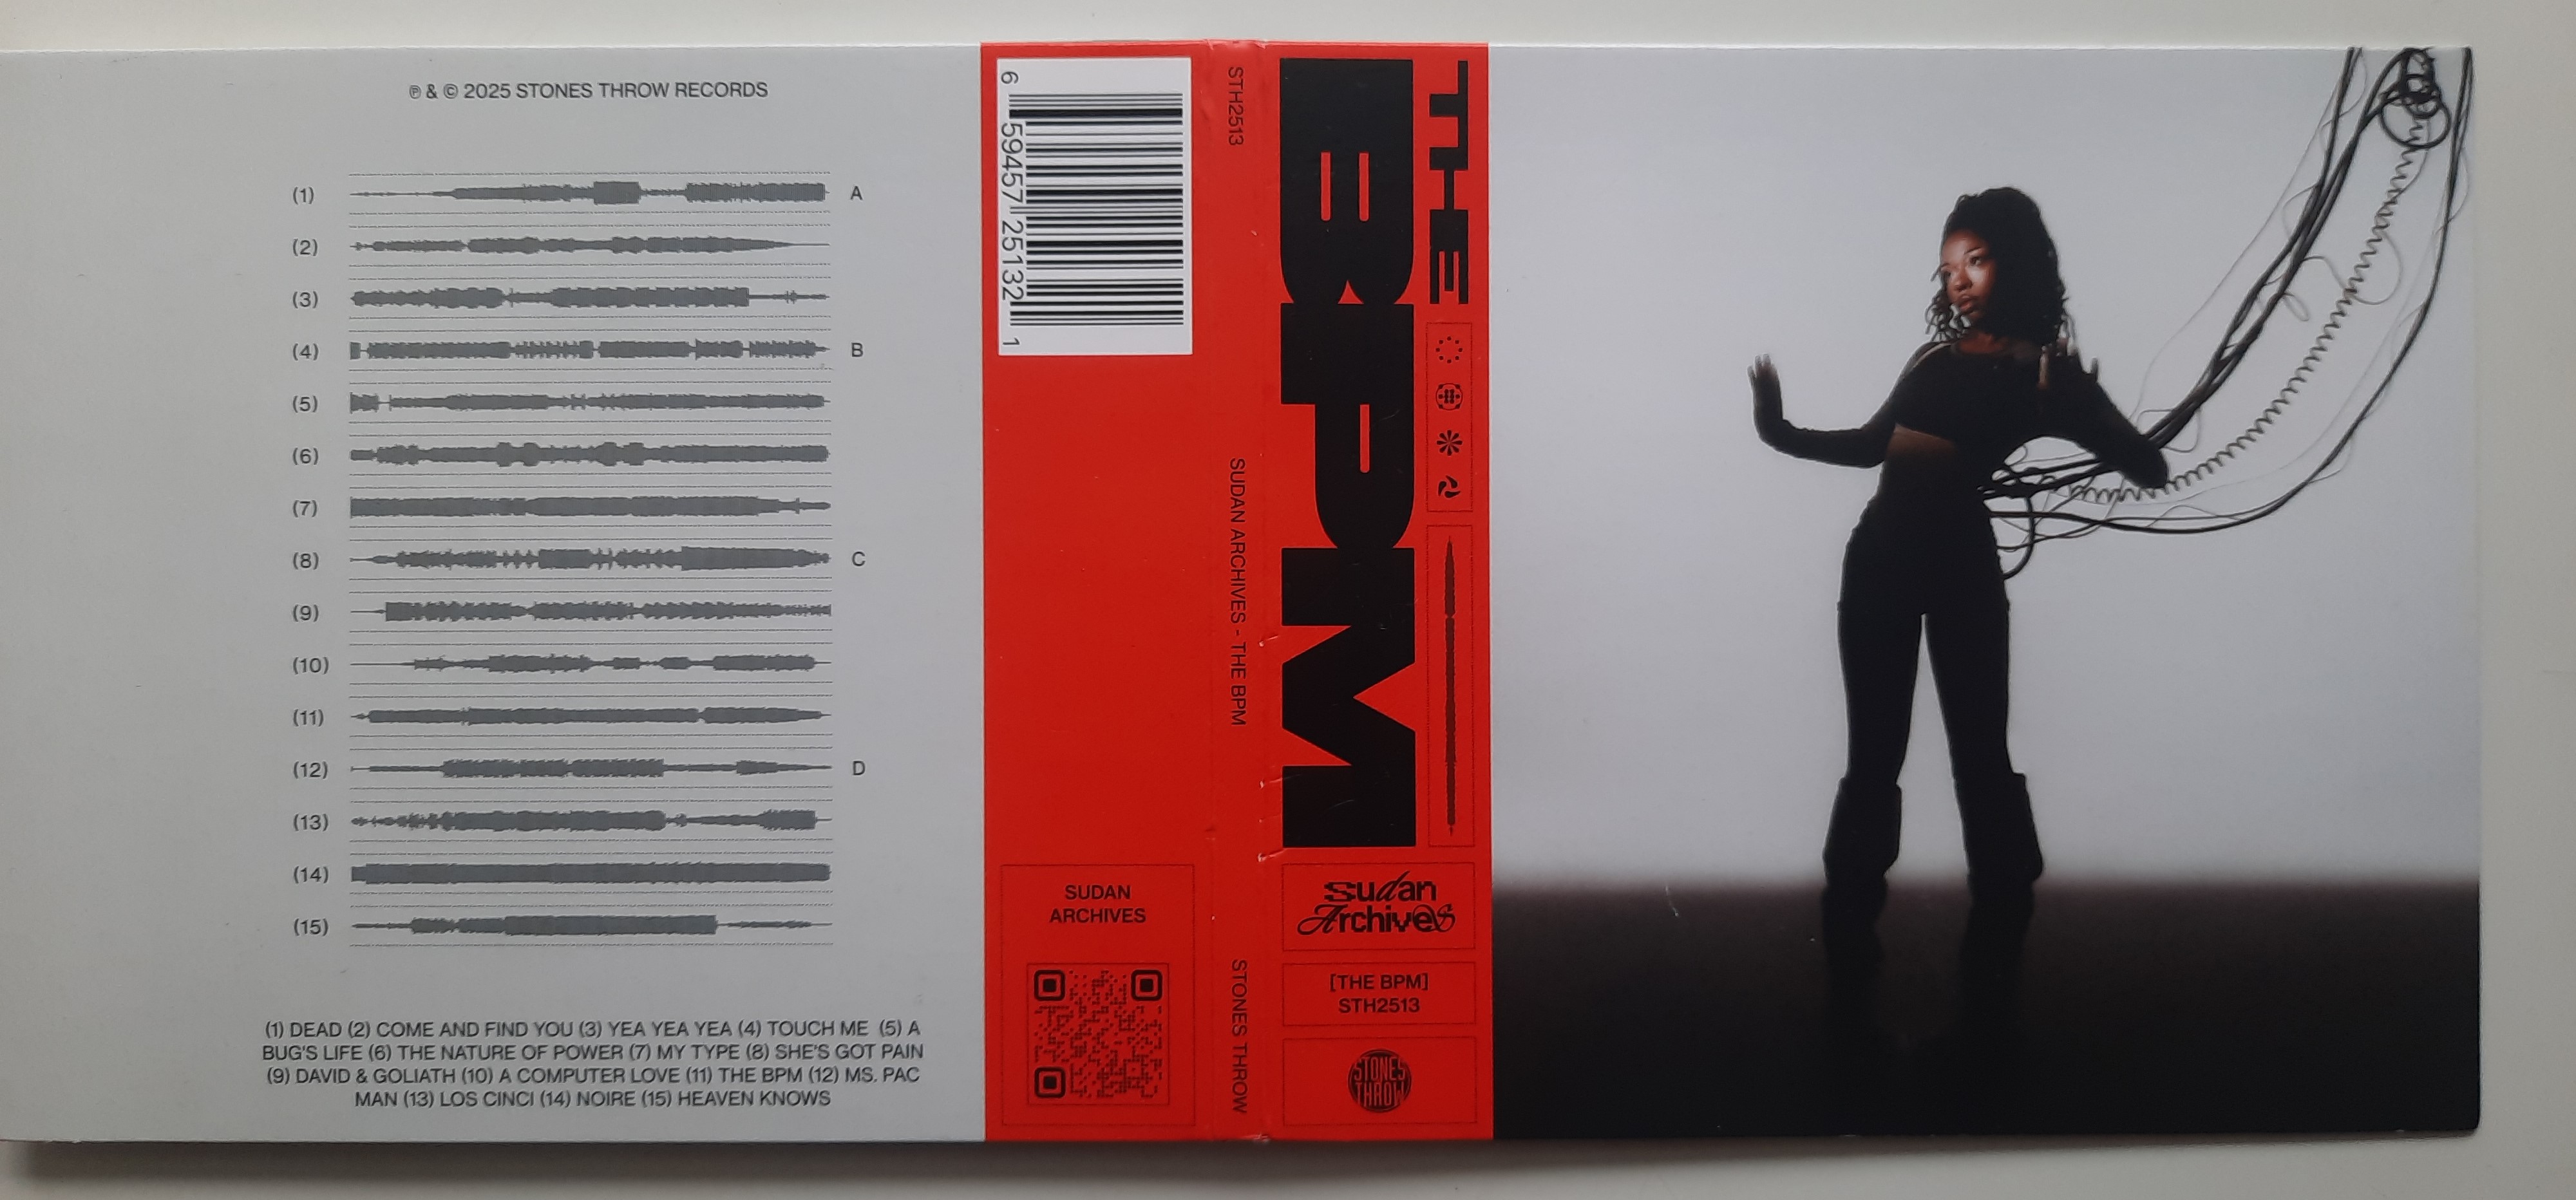 ℗ & © 2025 STONES THROW RECORDS
(1)
A
(2)
(3)
(4)
B
(5)
(6)
(7)
(8)
C
(9)
(10)
(11)
(12)
D
(13)
(14)
(15)
(1) DEAD (2) COME AND FIND YOU (3) YEA YEA YEA (4) TOUCH ME (5) A
BUG'S LIFE (6) THE NATURE OF POWER (7) MY TYPE (8) SHE'S GOT PAIN
(9) DAVID & GOLIATH (10) A COMPUTER LOVE (11) THE BPM (12) MS. PAC
MAN (13) LOS CINCI (14) NOIRE (15) HEAVEN KNOWS
6 59457 25132 1
SUDAN
ARCHIVES
STH2513
SUDAN ARCHIVES - THE BPM
STONES THROW
THE
BPM
Sudan
Archives
[THE BPM]
STH2513
STONES
THROW